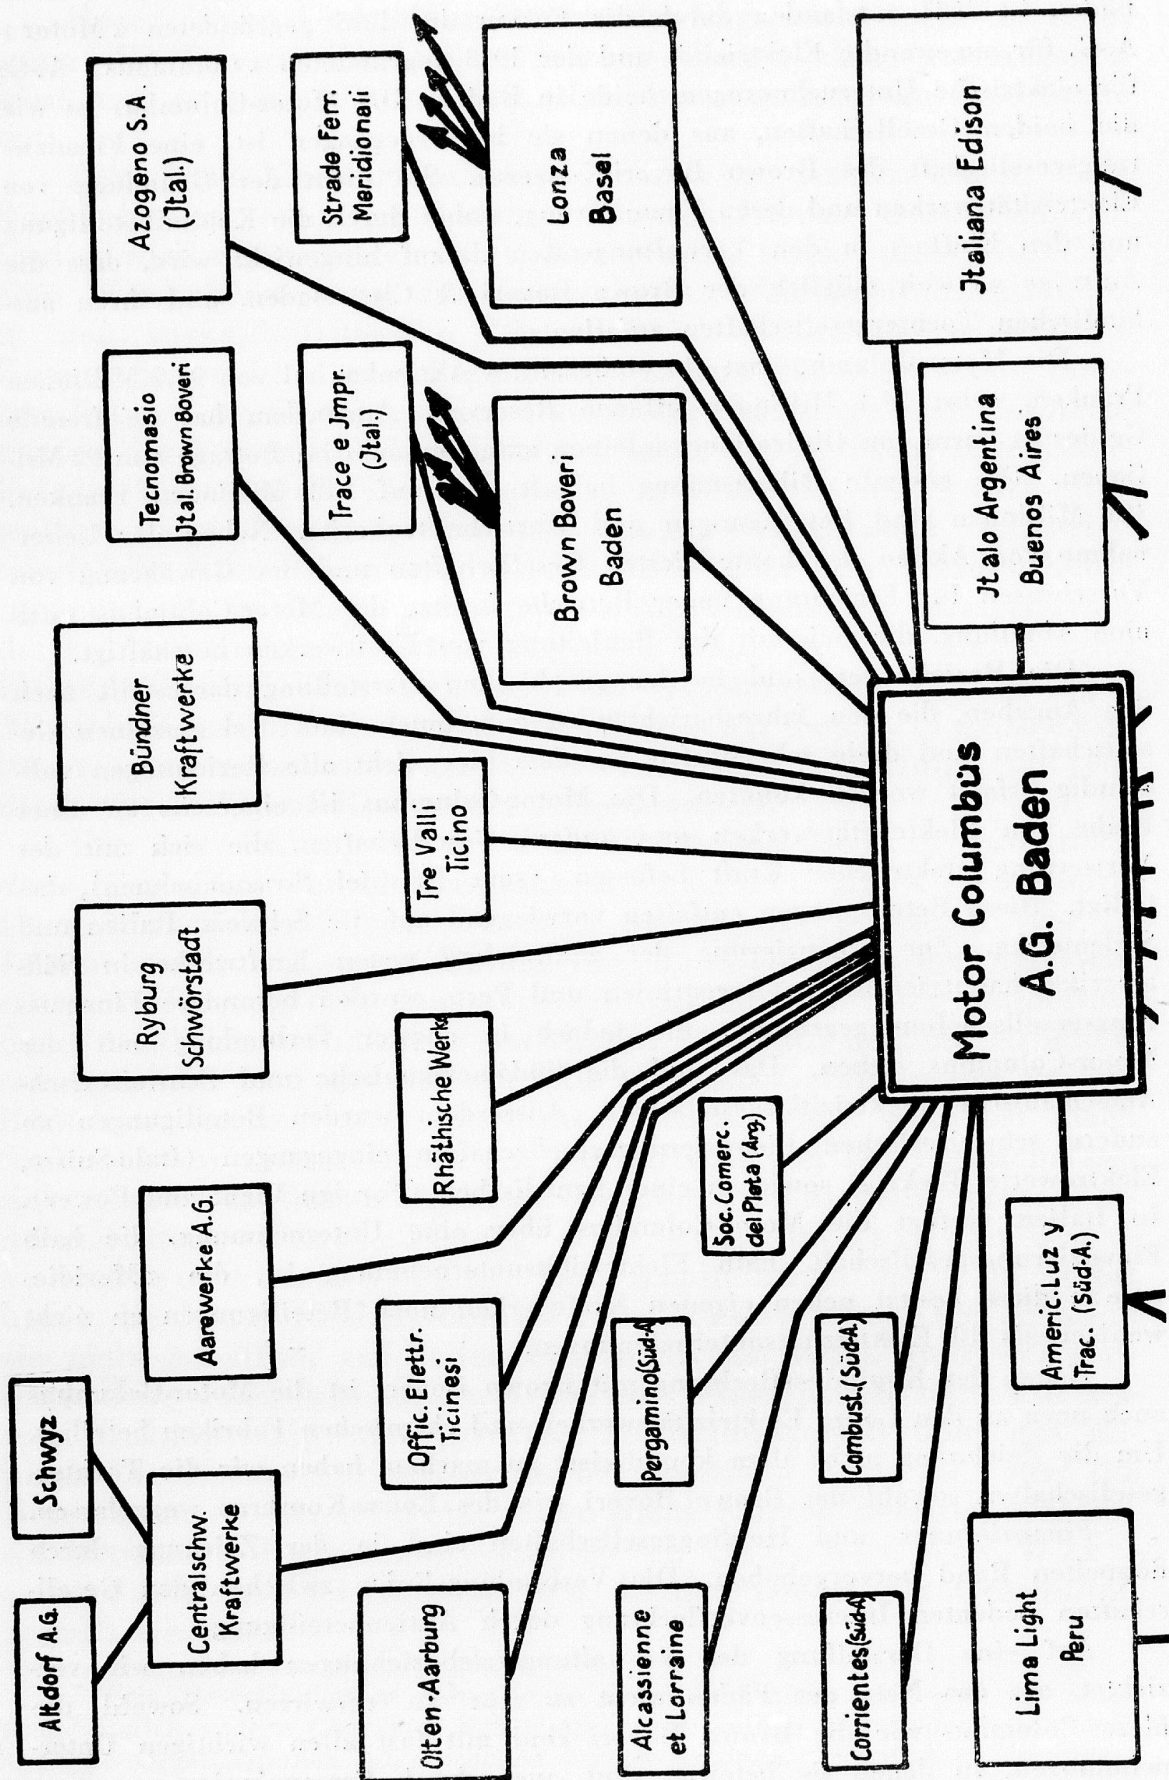 Altdorf A.G.
Schwyz
Centralschw.
Kraftwerke
Aarewerke A.G.
Ryburg
Schwörstadt
Bündner
Kraftwerke
Tecnomasio
Jtal. Brown Boveri
Azogeno S.A
(Jtal.)
Olten-Aarburg
Offic. Elettr.
Ticinesi
Rhäthische Werke
Tre Valli
Ticino
Trace e Jmpr.
(Jtal.)
Strade Ferr.
Meridionali
Alcassienne
et Lorraine
Pergamino(Süd-A)
Soc. Comerc.
del Plata (Arg)
Brown Boveri
Baden
Lonza
Basel
Corrientes(Süd-A)
Combust.(Süd-A.)
Motor Columbus
A.G. Baden
Lima Light
Peru
Americ. Luz y
Trac. (Süd-A.)
Jtalo Argentina
Buenos Aires
Jtaliana Edison